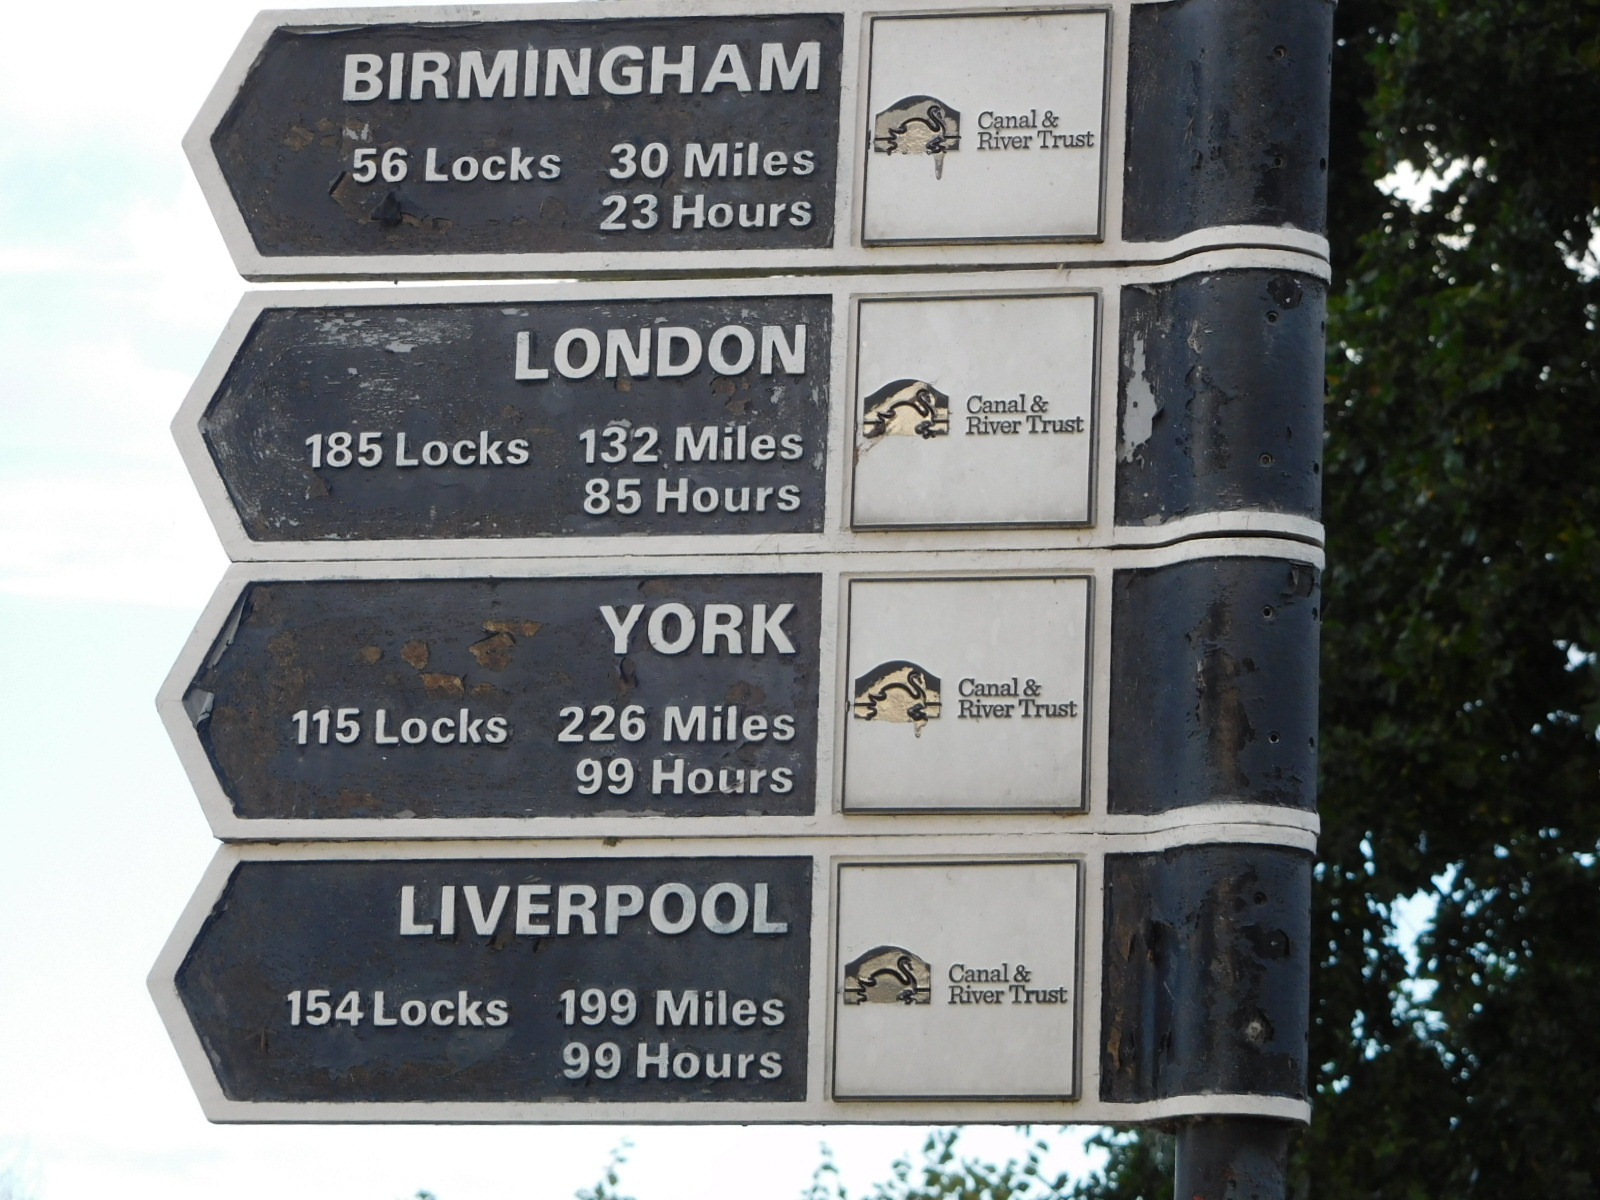 BIRMINGHAM
56 Locks 30 Miles
23 Hours
Canal &
River Trust
LONDON
185 Locks 132 Miles
85 Hours
Canal &
River Trust
YORK
115 Locks 226 Miles
99 Hours
Canal &
River Trust
LIVERPOOL
154 Locks 199 Miles
99 Hours
Canal &
River Trust